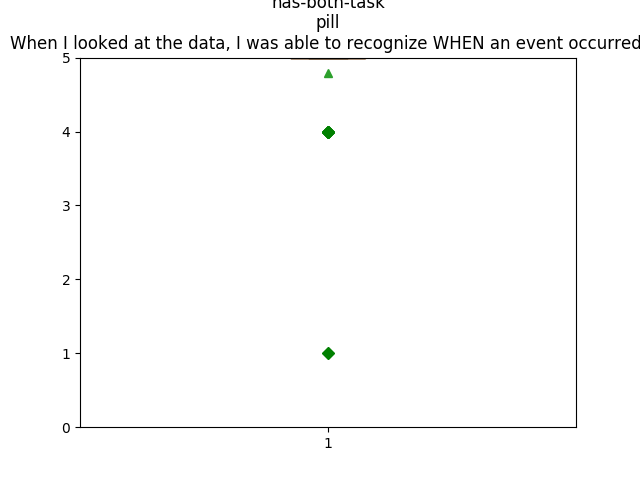 has-both-task
pill
When I looked at the data, I was able to recognize WHEN an event occurred
5
4
3
2
1
0
1